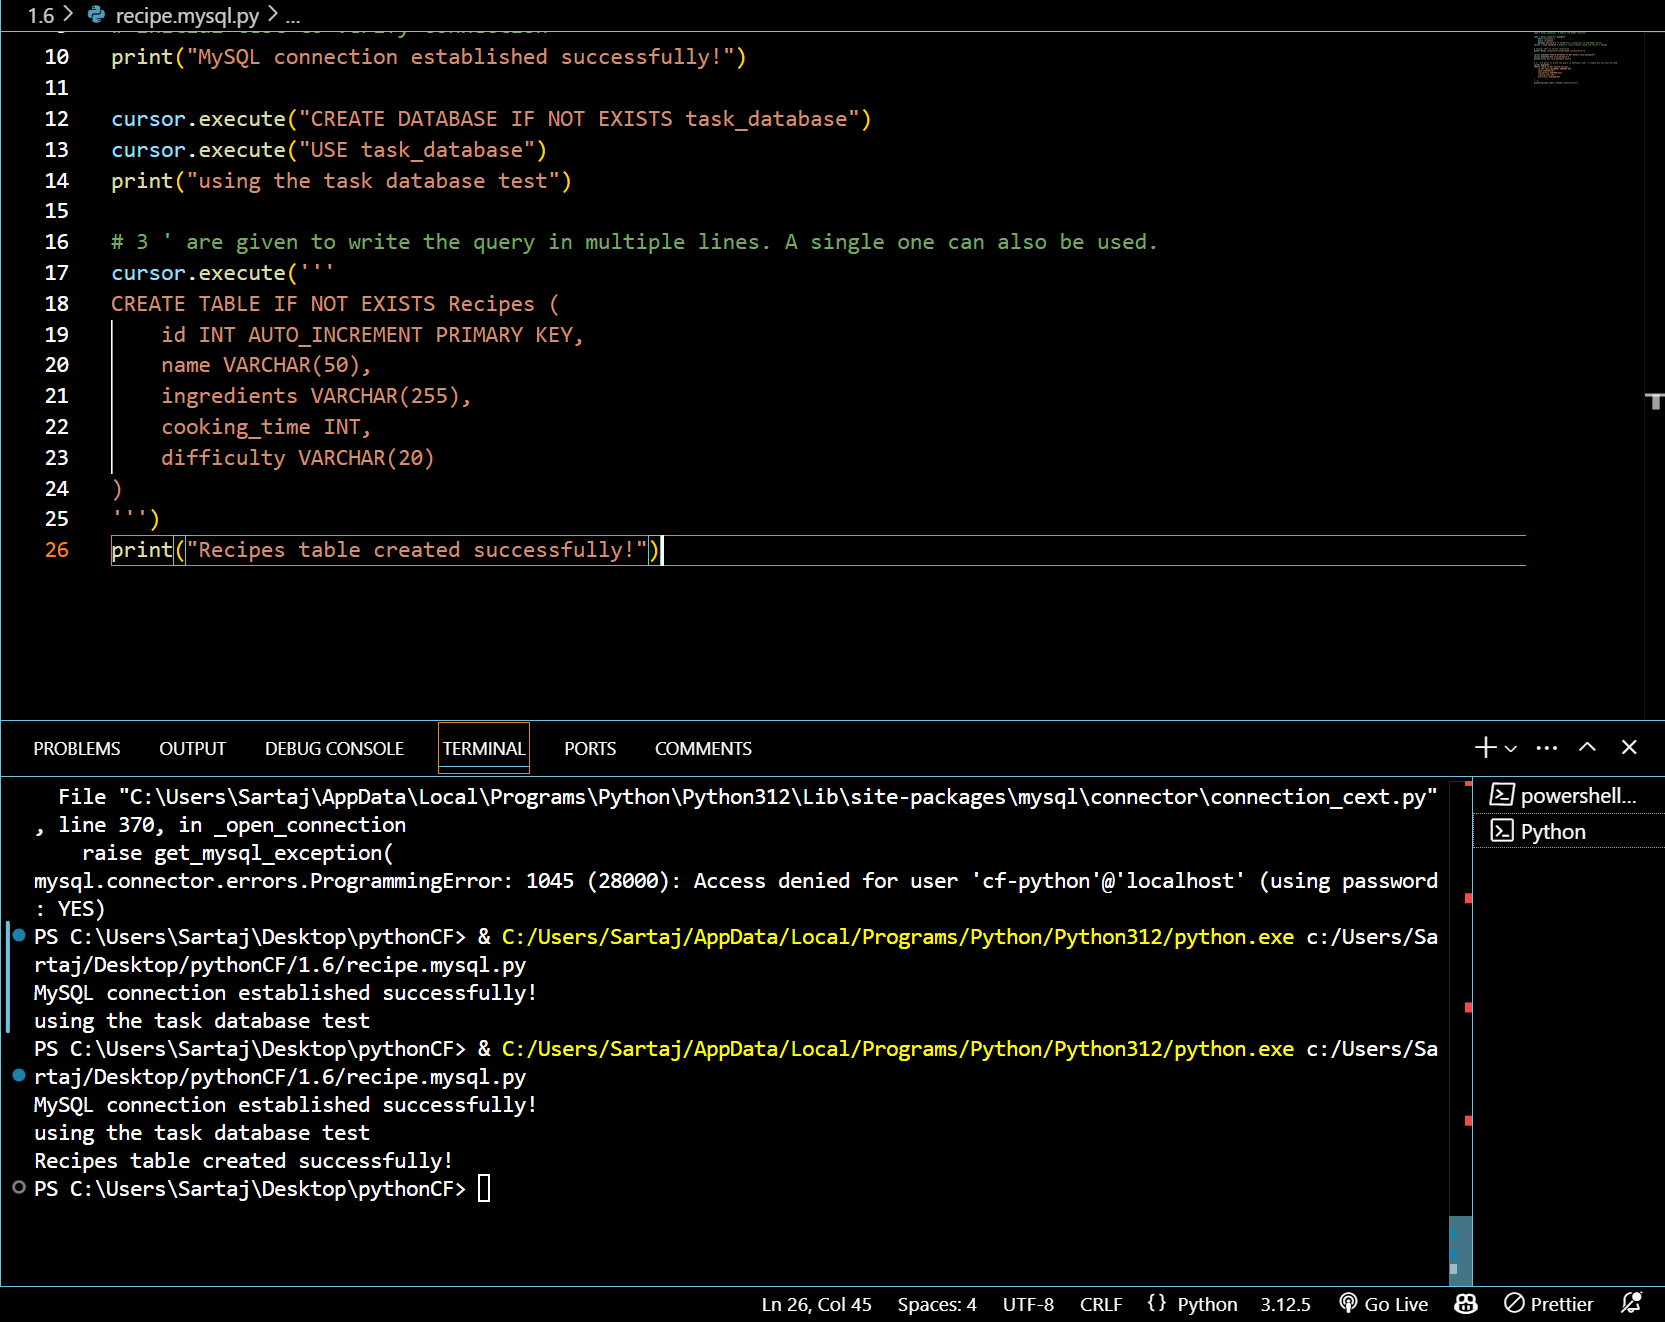 1.6 > recipe.mysql.py > ...
# Initial test to verify connection
10 print("MySQL connection established successfully!")
11
12 cursor.execute("CREATE DATABASE IF NOT EXISTS task_database")
13 cursor.execute("USE task_database")
14 print("using the task database test")
15
16 # 3 ' are given to write the query in multiple lines. A single one can also be used.
17 cursor.execute('''
18 CREATE TABLE IF NOT EXISTS Recipes (
19     id INT AUTO_INCREMENT PRIMARY KEY,
20     name VARCHAR(50),
21     ingredients VARCHAR(255),
22     cooking_time INT,
23     difficulty VARCHAR(20)
24 )
25 ''')
26 print("Recipes table created successfully!")
PROBLEMS OUTPUT DEBUG CONSOLE TERMINAL PORTS COMMENTS
File "C:\Users\Sartaj\AppData\Local\Programs\Python\Python312\Lib\site-packages\mysql\connector\connection_cext.py"
, line 370, in _open_connection
    raise get_mysql_exception(
mysql.connector.errors.ProgrammingError: 1045 (28000): Access denied for user 'cf-python'@'localhost' (using password
: YES)
PS C:\Users\Sartaj\Desktop\pythonCF> & C:/Users/Sartaj/AppData/Local/Programs/Python/Python312/python.exe c:/Users/Sa
rtaj/Desktop/pythonCF/1.6/recipe.mysql.py
MySQL connection established successfully!
using the task database test
PS C:\Users\Sartaj\Desktop\pythonCF> & C:/Users/Sartaj/AppData/Local/Programs/Python/Python312/python.exe c:/Users/Sa
rtaj/Desktop/pythonCF/1.6/recipe.mysql.py
MySQL connection established successfully!
using the task database test
Recipes table created successfully!
PS C:\Users\Sartaj\Desktop\pythonCF>
powershell...
Python
Ln 26, Col 45 Spaces: 4 UTF-8 CRLF {} Python 3.12.5 Go Live Prettier